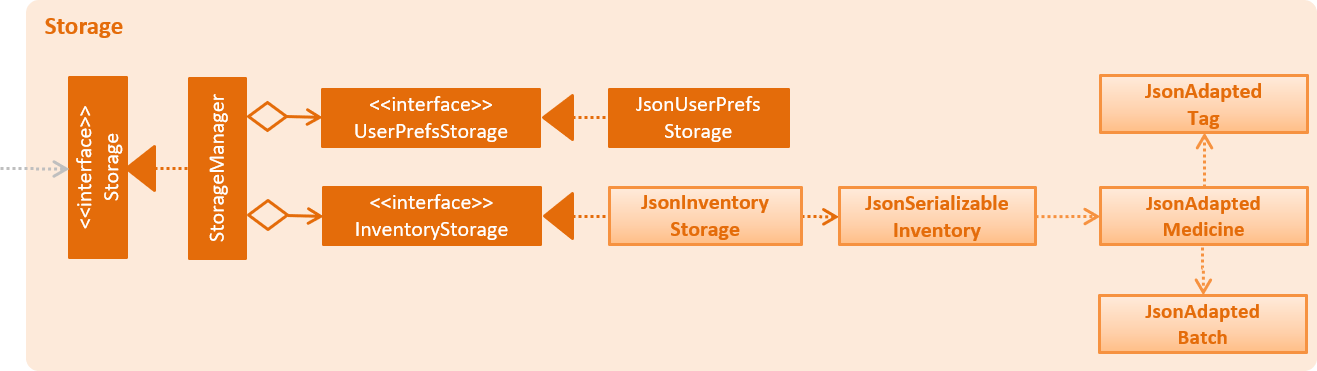 Storage
<<interface>>
Storage
StorageManager
<<interface>>
UserPrefsStorage
JsonUserPrefs
Storage
<<interface>>
InventoryStorage
JsonInventory
Storage
JsonSerializable
Inventory
JsonAdapted
Tag
JsonAdapted
Medicine
JsonAdapted
Batch